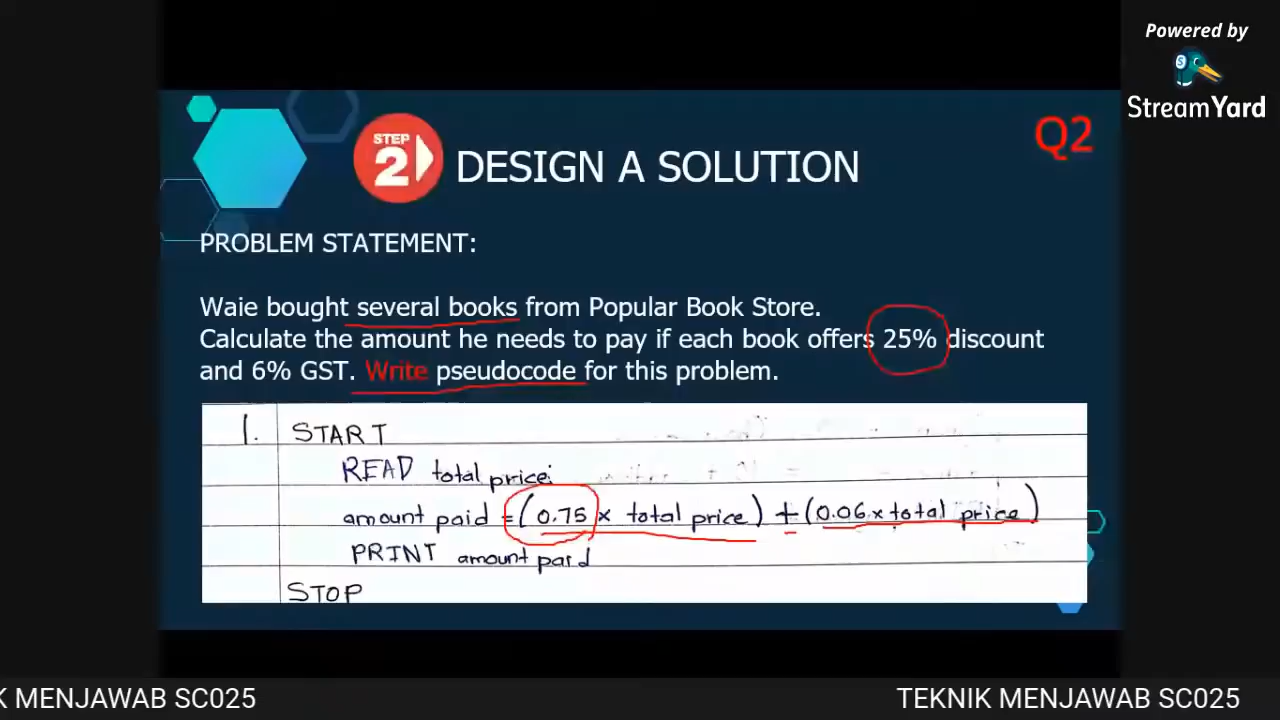 Powered by
StreamYard
Q2
STEP
2
DESIGN A SOLUTION
PROBLEM STATEMENT:
Waie bought several books from Popular Book Store.
Calculate the amount he needs to pay if each book offers 25% discount
and 6% GST. Write pseudocode for this problem.
1. START
READ total price;
amount paid = (0.75 x total price) + (0.06 x total price)
PRINT amount paid
STOP
K MENJAWAB SC025
TEKNIK MENJAWAB SC025